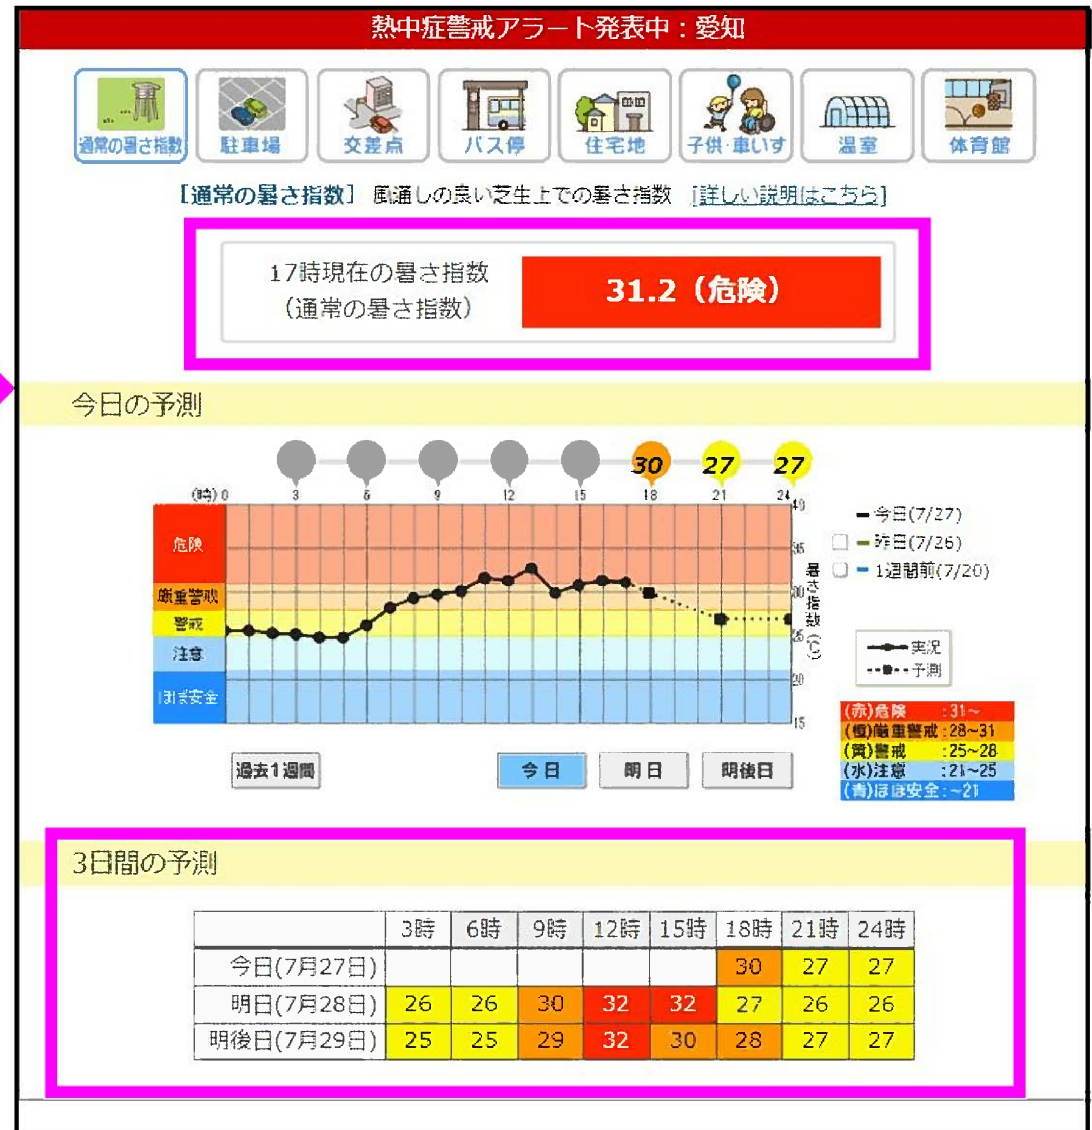 熱中症警戒アラート発表中：愛知
通常の暑さ指数 駐車場 交差点 バス停 住宅地 子供・車いす 温室 体育館
［通常の暑さ指数］ 風通しの良い芝生上での暑さ指数 [詳しい説明はこちら]
17時現在の暑さ指数
（通常の暑さ指数）
31.2（危険）
今日の予測
30 27 27
(時) 0 3 6 9 12 15 18 21 24
危険
厳重警戒
警戒
注意
ほぼ安全
40
35
30
25
20
15
暑さ指数(℃)
今日(7/27)
昨日(7/26)
1週間前(7/20)
実況
予測
(赤)危険 :31～
(橙)厳重警戒:28～31
(黄)警戒 :25～28
(水)注意 :21～25
(青)ほぼ安全:～21
過去1週間 今日 明日 明後日
3日間の予測
3時 6時 9時 12時 15時 18時 21時 24時
今日(7月27日) 30 27 27
明日(7月28日) 26 26 30 32 32 27 26 26
明後日(7月29日) 25 25 29 32 30 28 27 27